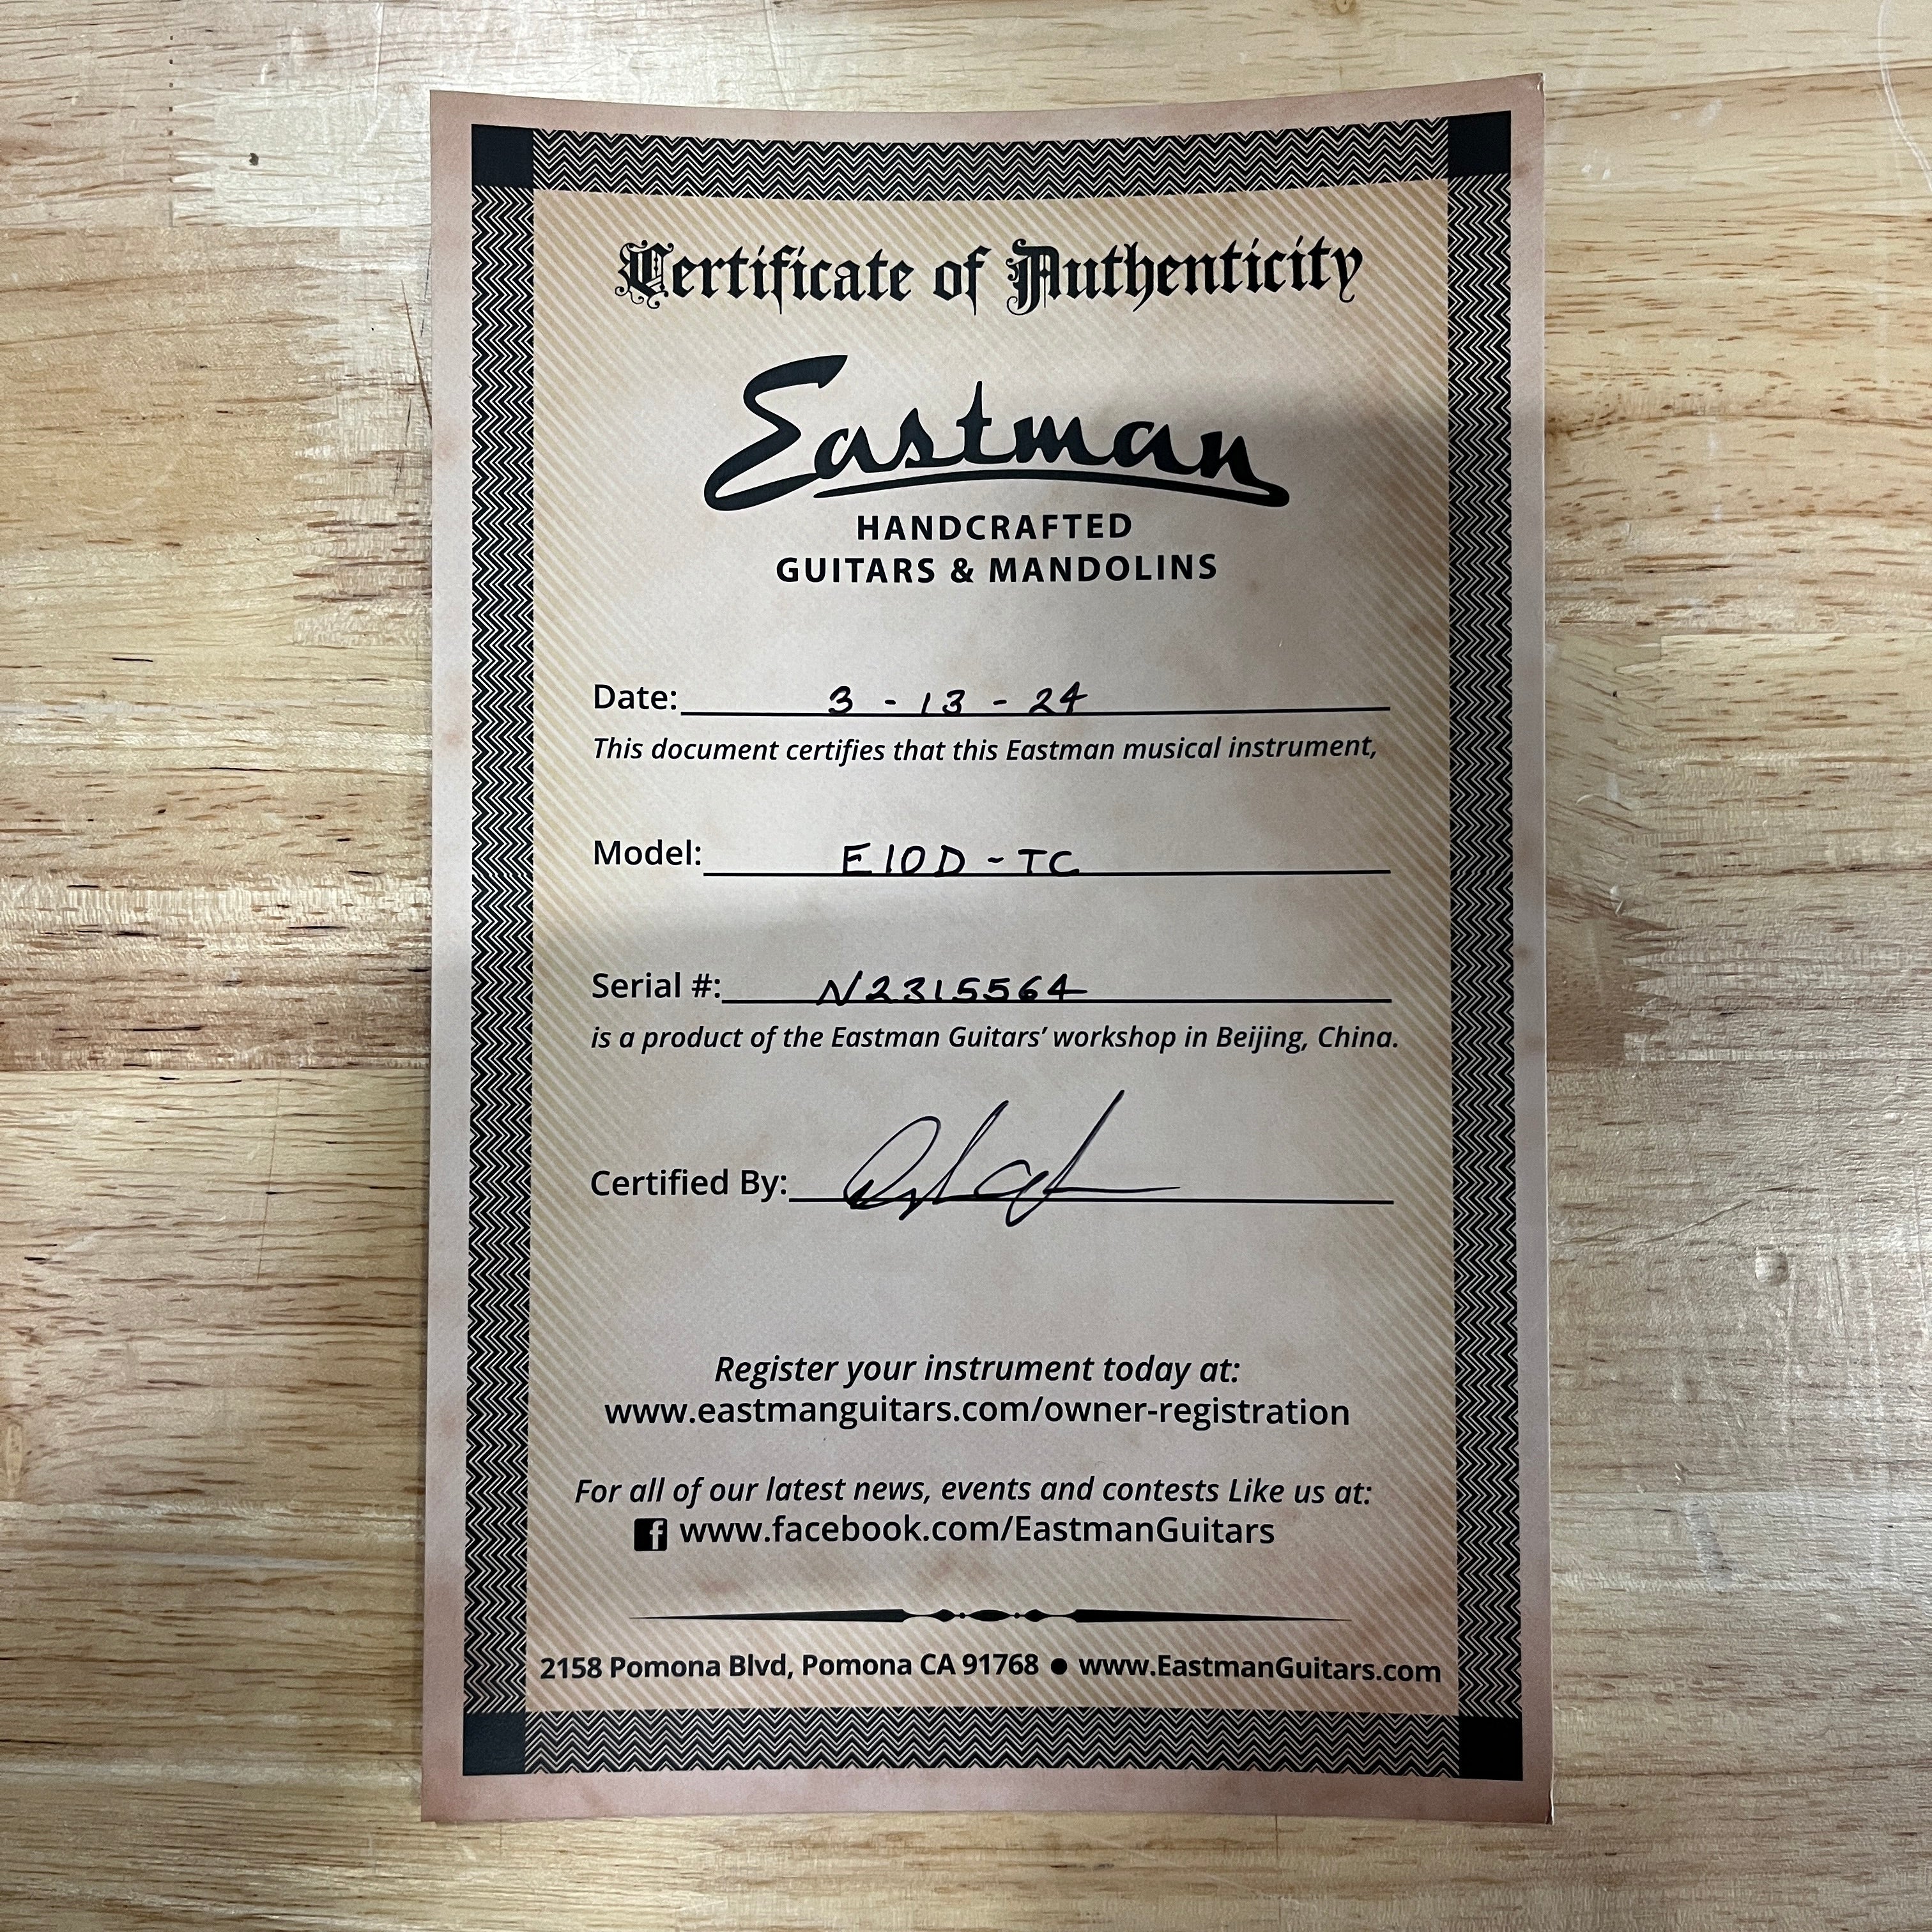 Certificate of Authenticity
Eastman
HANDCRAFTED
GUITARS & MANDOLINS
Date: 3 - 13 - 24
This document certifies that this Eastman musical instrument,
Model: E10D - TC
Serial #: N2315564
is a product of the Eastman Guitars’ workshop in Beijing, China.
Certified By:
Register your instrument today at:
www.eastmanguitars.com/owner-registration
For all of our latest news, events and contests Like us at:
f www.facebook.com/EastmanGuitars
2158 Pomona Blvd, Pomona CA 91768 ● www.EastmanGuitars.com